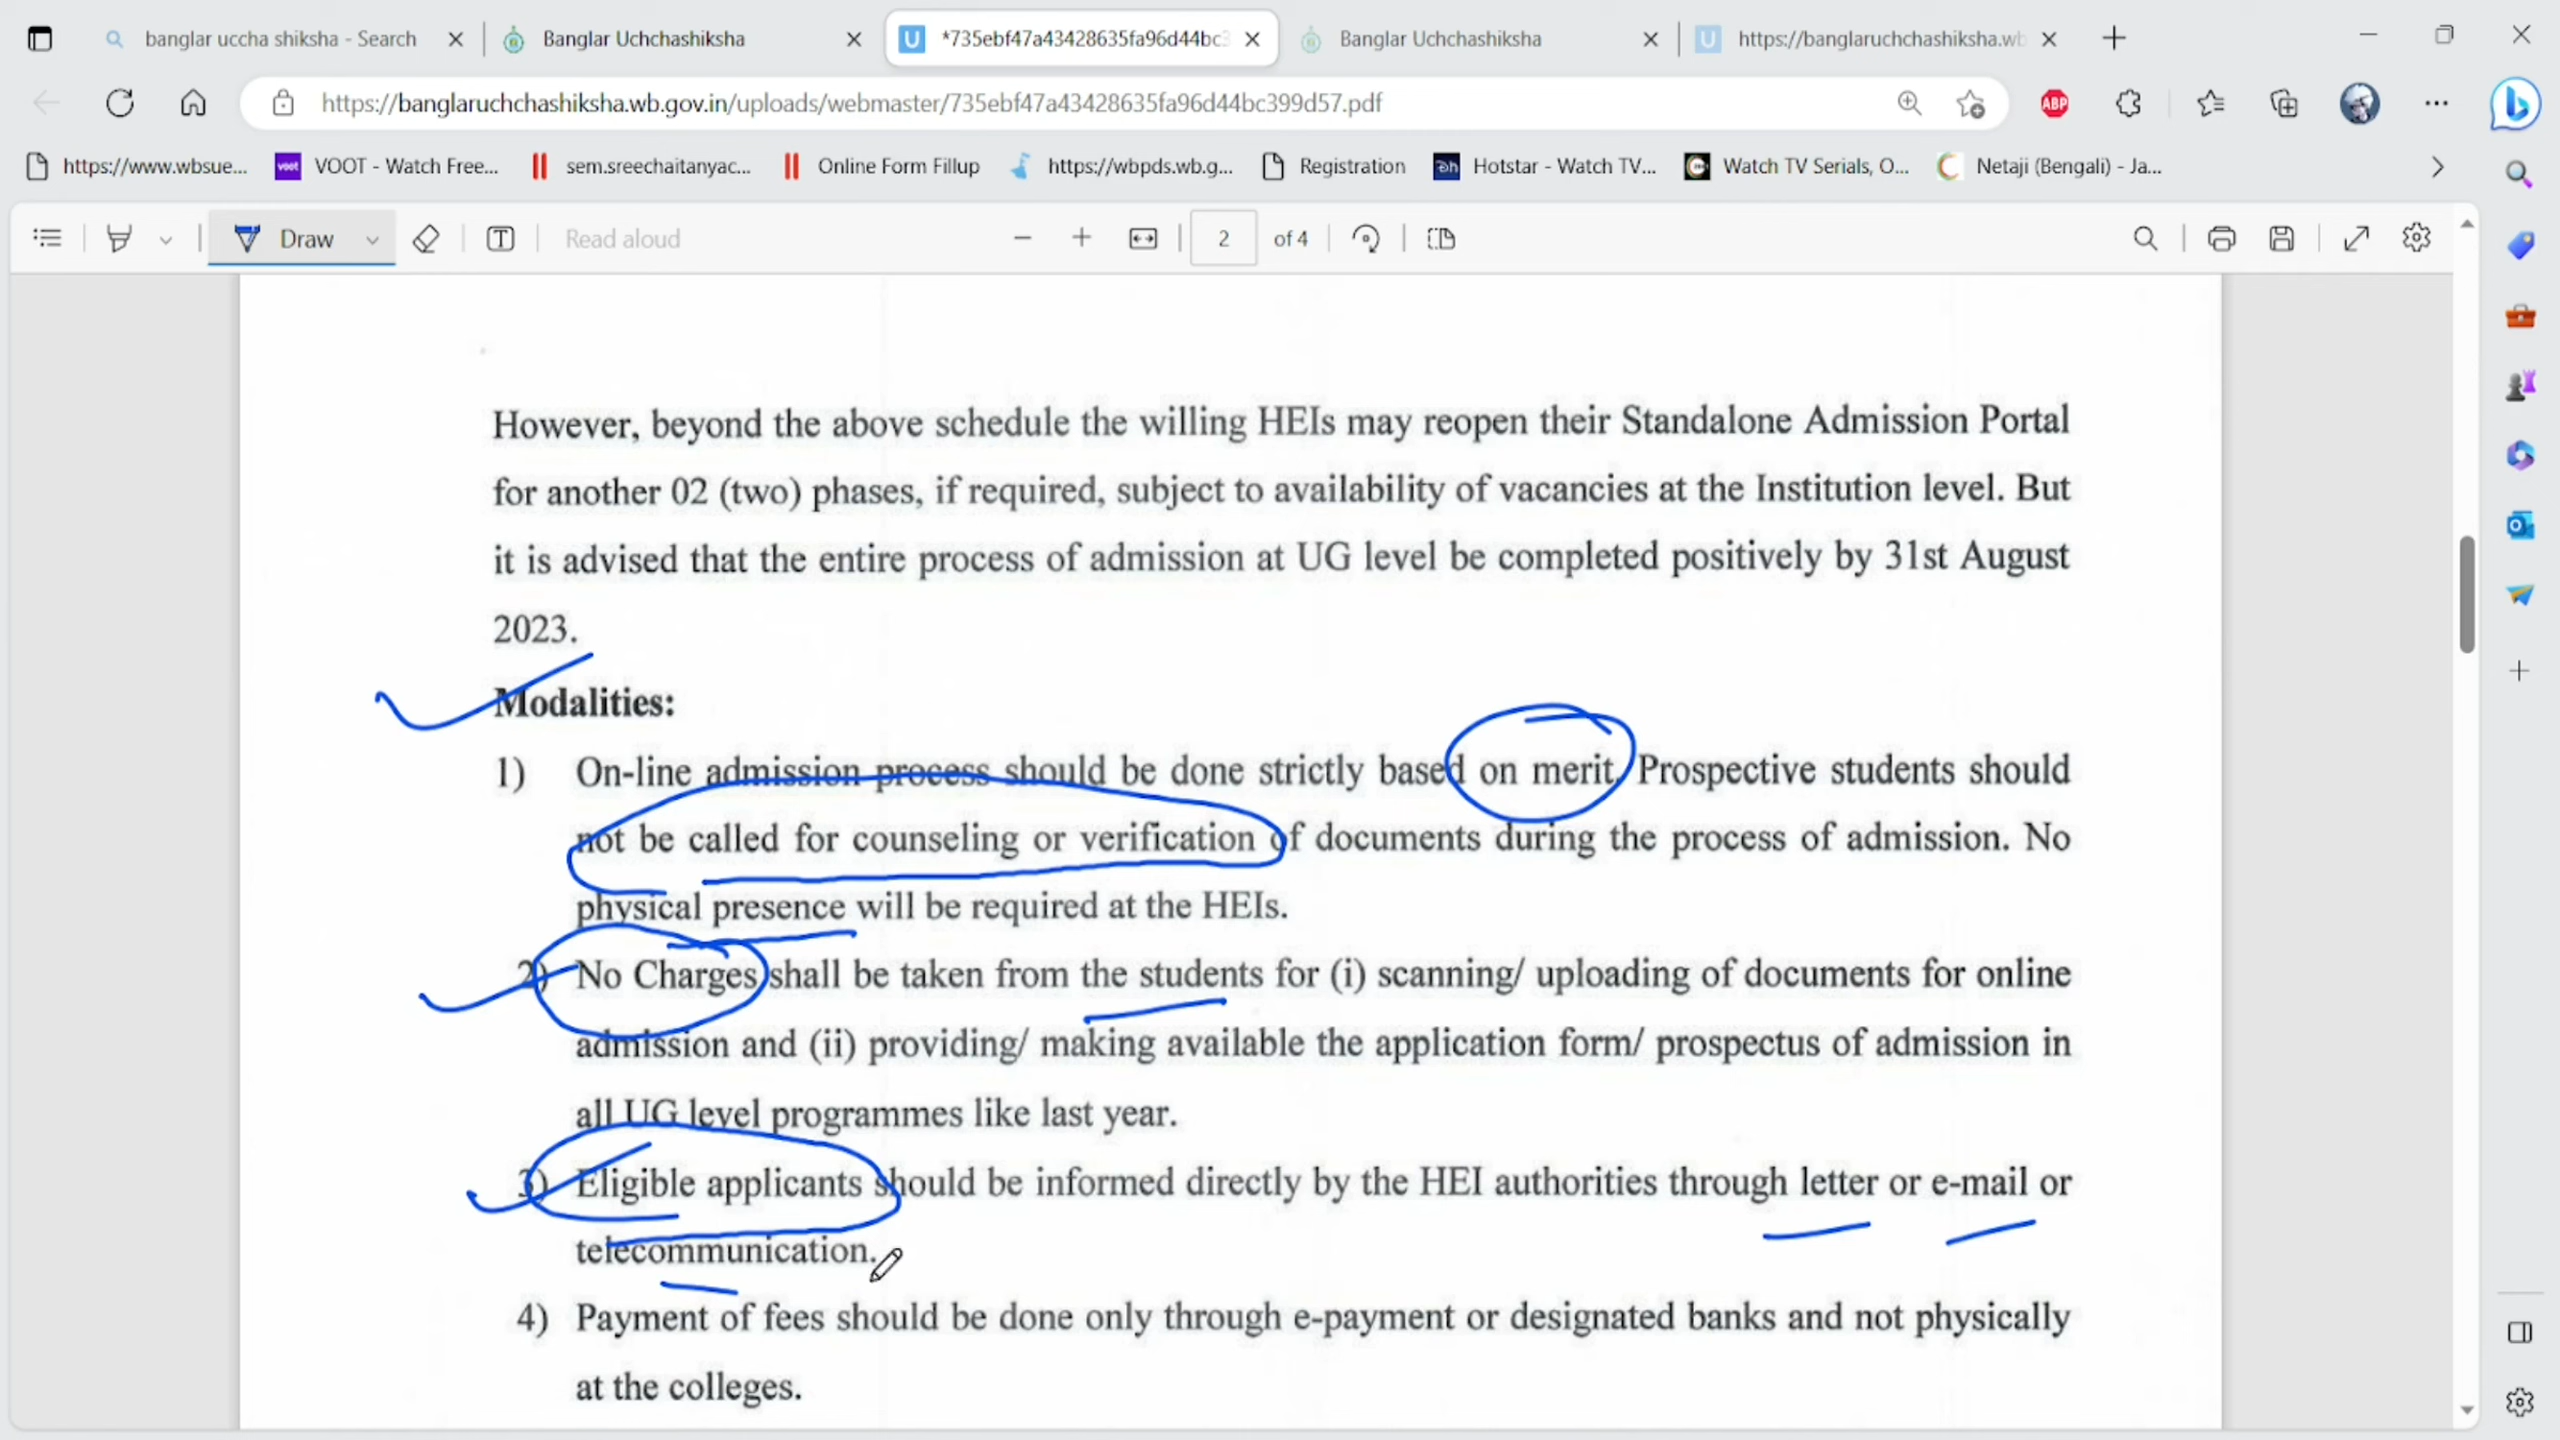 banglar uccha shiksha - Search
Banglar Uchchashiksha
*735ebf47a43428635fa96d44bc3
Banglar Uchchashiksha
https://banglaruchchashiksha.wb
https://banglaruchchashiksha.wb.gov.in/uploads/webmaster/735ebf47a43428635fa96d44bc399d57.pdf
ABP
https://www.wbsue...
VOOT - Watch Free...
sem.sreechaitanyac...
Online Form Fillup
https://wbpds.wb.g...
Registration
Hotstar - Watch TV...
Watch TV Serials, O...
Netaji (Bengali) - Ja...
Draw
Read aloud
2 of 4
However, beyond the above schedule the willing HEIs may reopen their Standalone Admission Portal
for another 02 (two) phases, if required, subject to availability of vacancies at the Institution level. But
it is advised that the entire process of admission at UG level be completed positively by 31st August
2023.
Modalities:
1) On-line admission process should be done strictly based on merit. Prospective students should
not be called for counseling or verification of documents during the process of admission. No
physical presence will be required at the HEIs.
2) No Charges shall be taken from the students for (i) scanning/ uploading of documents for online
admission and (ii) providing/ making available the application form/ prospectus of admission in
all UG level programmes like last year.
3) Eligible applicants should be informed directly by the HEI authorities through letter or e-mail or
telecommunication.
4) Payment of fees should be done only through e-payment or designated banks and not physically
at the colleges.